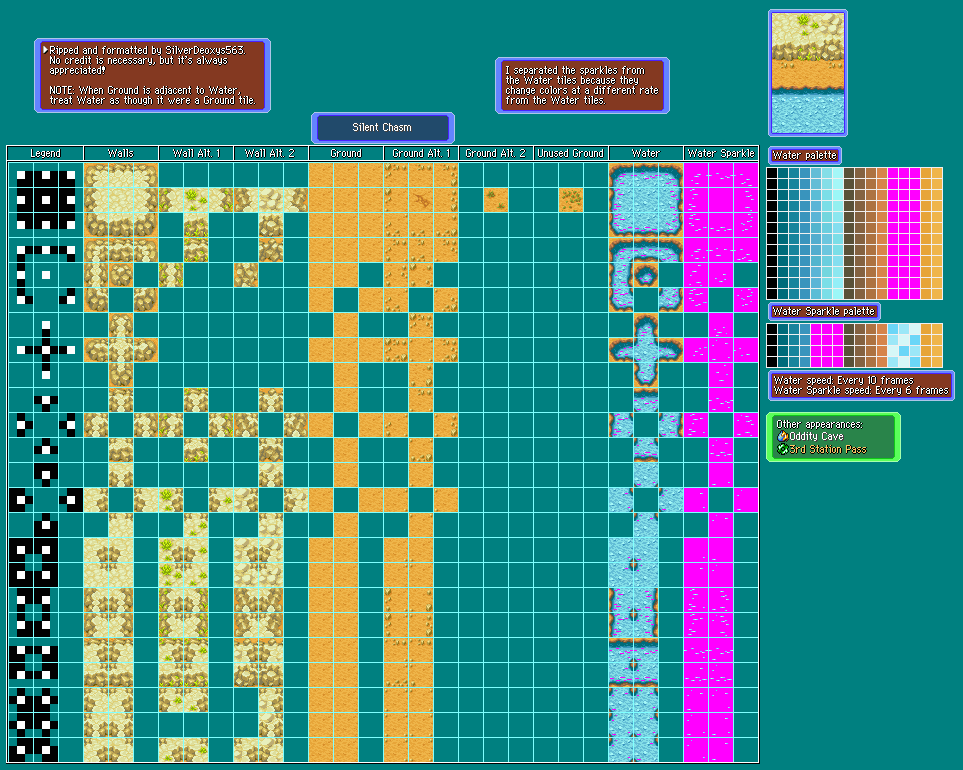 Ripped and formatted by SilverDeoxys563.
No credit is necessary, but it's always
appreciated!
NOTE: When Ground is adjacent to Water,
treat Water as though it were a Ground tile.
I separated the sparkles from
the Water tiles because they
change colors at a different rate
from the Water tiles.
Silent Chasm
Legend Walls Wall Alt. 1 Wall Alt. 2 Ground Ground Alt. 1 Ground Alt. 2 Unused Ground Water Water Sparkle
Water palette
Water Sparkle palette
Water speed: Every 10 frames
Water Sparkle speed: Every 6 frames
Other appearances:
Oddity Cave
3rd Station Pass